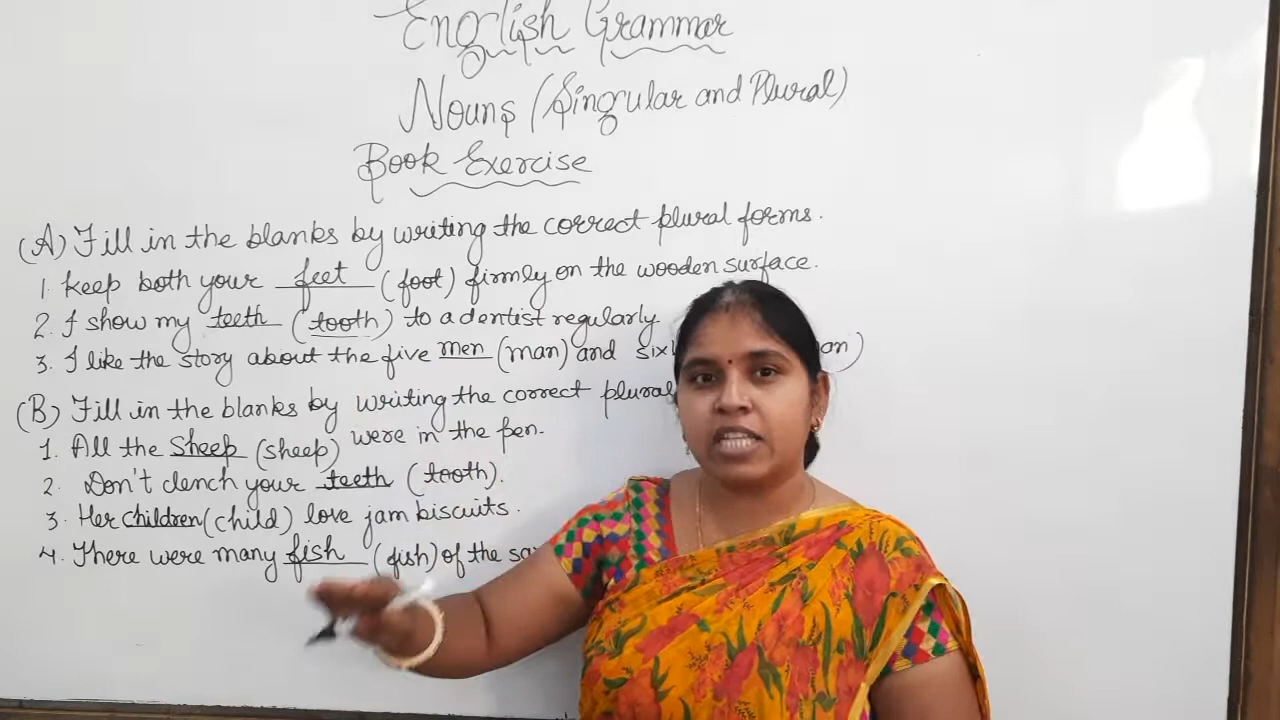 English Grammar
Nouns (Singular and Plural)
Book Exercise
(A) Fill in the blanks by writing the correct plural forms.
1. keep both your feet (foot) firmly on the wooden surface.
2. I show my teeth (tooth) to a dentist regularly
3. I like the story about the five men (man) and
(B) Fill in the blanks by writing the correct plural
1. All the Sheep (sheep) were in the pen.
2. Don't clench your teeth (tooth).
3. Her children (child) love jam biscuits.
4. There were many fish (fish) of the